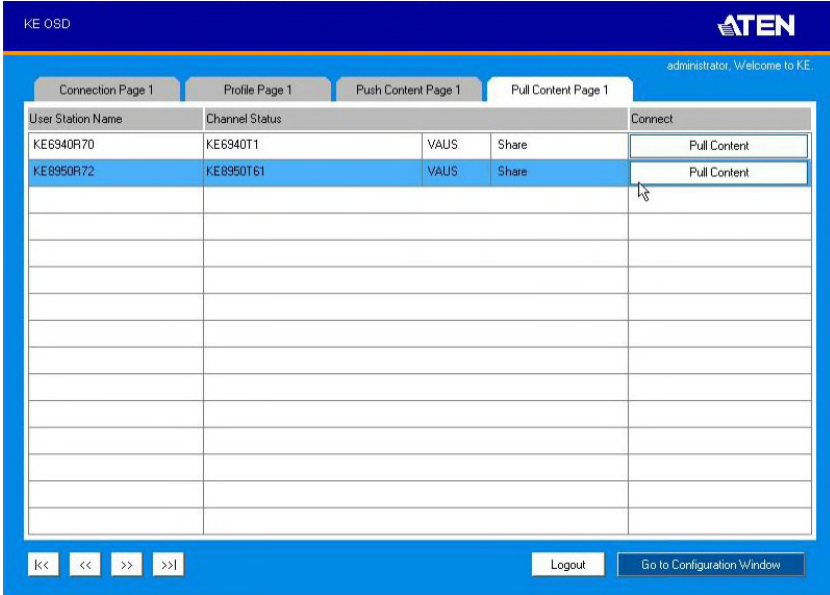 KE OSD
ATEN
administrator, Welcome to KE.
Connection Page 1 Profile Page 1 Push Content Page 1 Pull Content Page 1
User Station Name Channel Status Connect
KE6940R70 KE6940T1 VAUS Share Pull Content
KE8950R72 KE8950T61 VAUS Share Pull Content
|<< << >> >>| Logout Go to Configuration Window